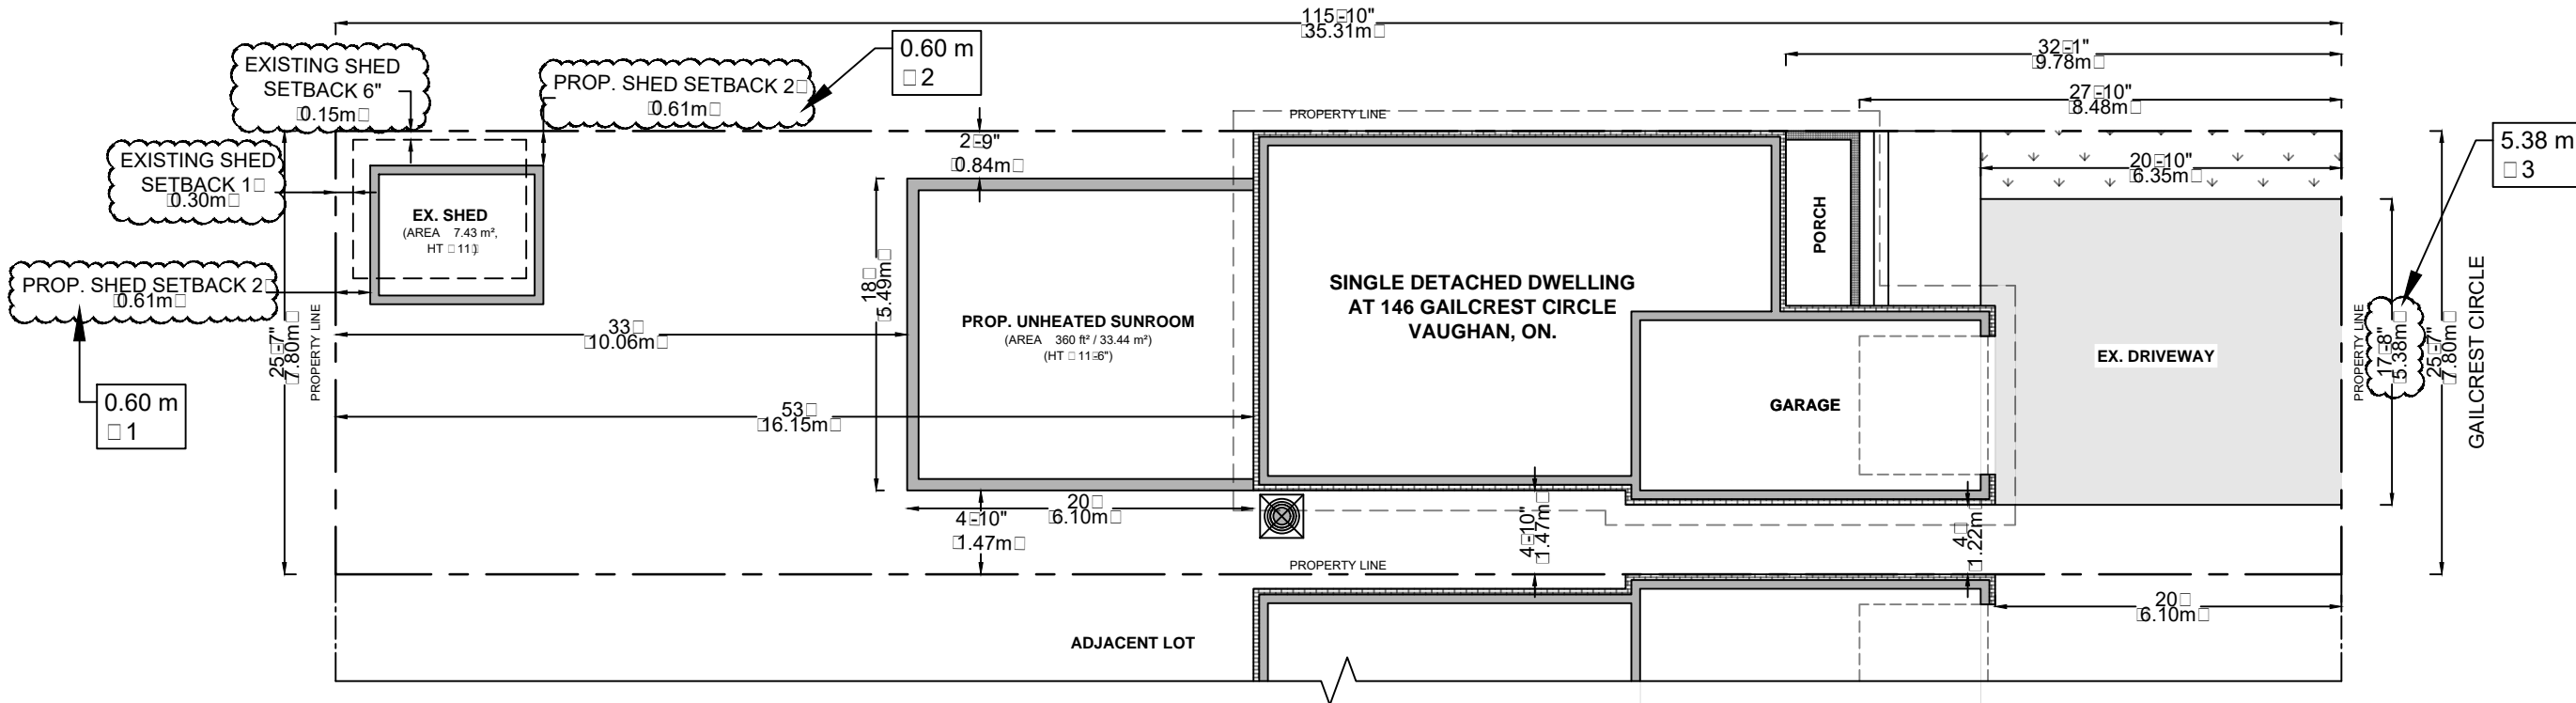 115□-10"
□35.31m□
32□-1"
□9.78m□
27□-10"
□8.48m□
EXISTING SHED
SETBACK 6"
□0.15m□
PROP. SHED SETBACK 2□
□0.61m□
0.60 m
□ 2
EXISTING SHED
SETBACK 1□
□0.30m□
PROP. SHED SETBACK 2□
□0.61m□
0.60 m
□ 1
25□-7"
□7.80m□
PROPERTY LINE
EX. SHED
(AREA 7.43 m²,
HT □ 11□)
2□-9"
□0.84m□
18□
□5.49m□
33□
□10.06m□
53□
□16.15m□
PROP. UNHEATED SUNROOM
(AREA 360 ft² / 33.44 m²)
(HT □ 11□-6")
20□
□6.10m□
4□-10"
□1.47m□
PROPERTY LINE
SINGLE DETACHED DWELLING
AT 146 GAILCREST CIRCLE
VAUGHAN, ON.
PORCH
GARAGE
20□-10"
□6.35m□
EX. DRIVEWAY
PROPERTY LINE
17□-8"
□5.38m□
25□-7"
□7.80m□
GAILCREST CIRCLE
5.38 m
□ 3
4□-10"
□1.47m□
4□
□1.22m□
PROPERTY LINE
20□
□6.10m□
ADJACENT LOT